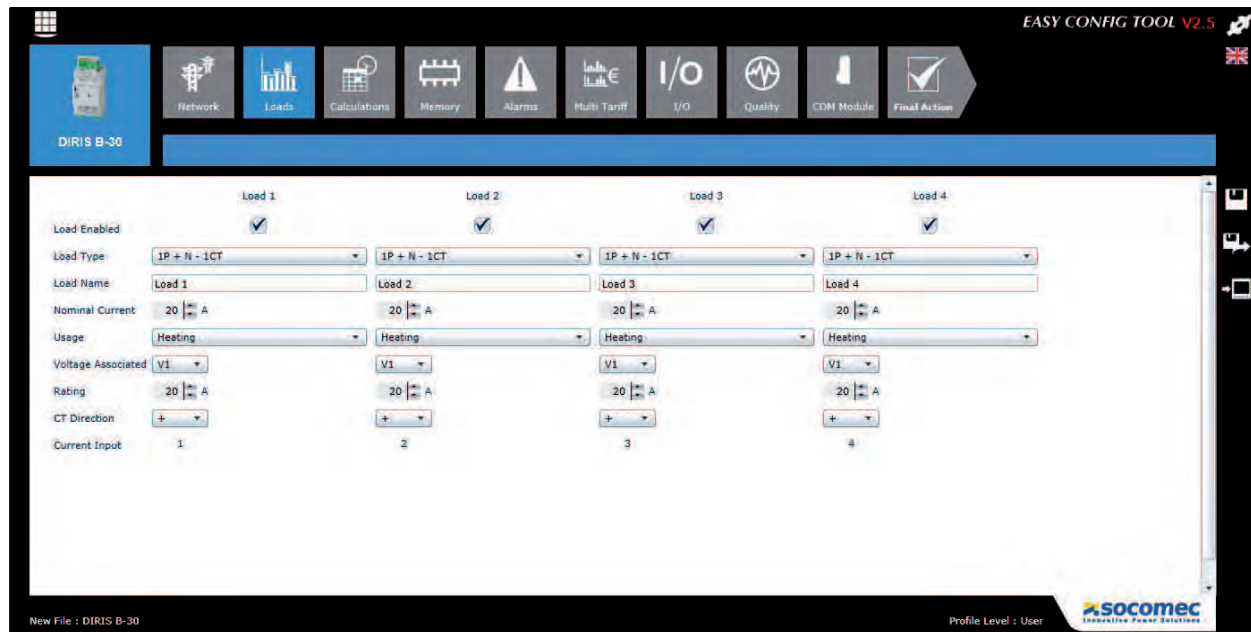 EASY CONFIG TOOL V2.5
DIRIS B-30
Network
Loads
Calculations
Memory
Alarms
Multi Tariff
I/O
I/O
Quality
COM Module
Final Action
Load 1 Load 2 Load 3 Load 4
Load Enabled
Load Type 1P + N - 1CT 1P + N - 1CT 1P + N - 1CT 1P + N - 1CT
Load Name Load 1 Load 2 Load 3 Load 4
Nominal Current 20 A 20 A 20 A 20 A
Usage Heating Heating Heating Heating
Voltage Associated V1 V1 V1 V1
Rating 20 A 20 A 20 A 20 A
CT Direction + + + +
Current Input 1 2 3 4
New File : DIRIS B-30
Profile Level : User
socomec
Innovative Power Solutions